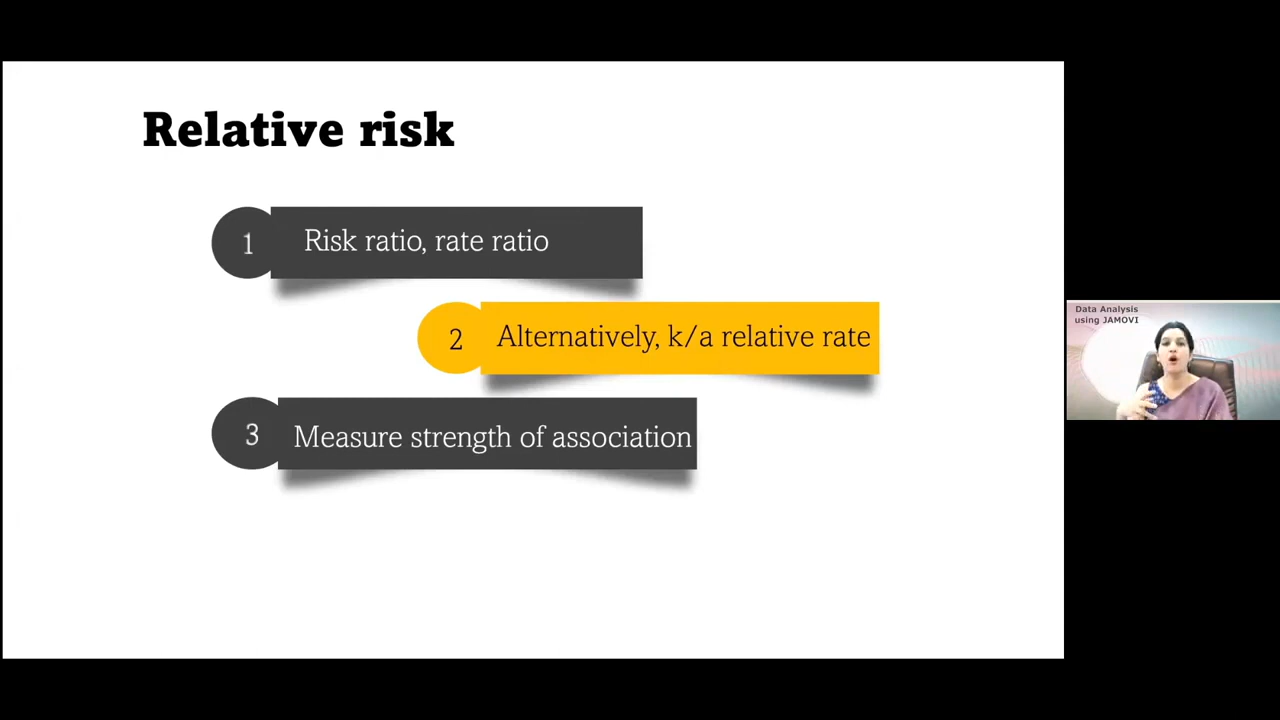 Relative risk
1
Risk ratio, rate ratio
2
Alternatively, k/a relative rate
3
Measure strength of association
Data Analysis
using JAMOVI